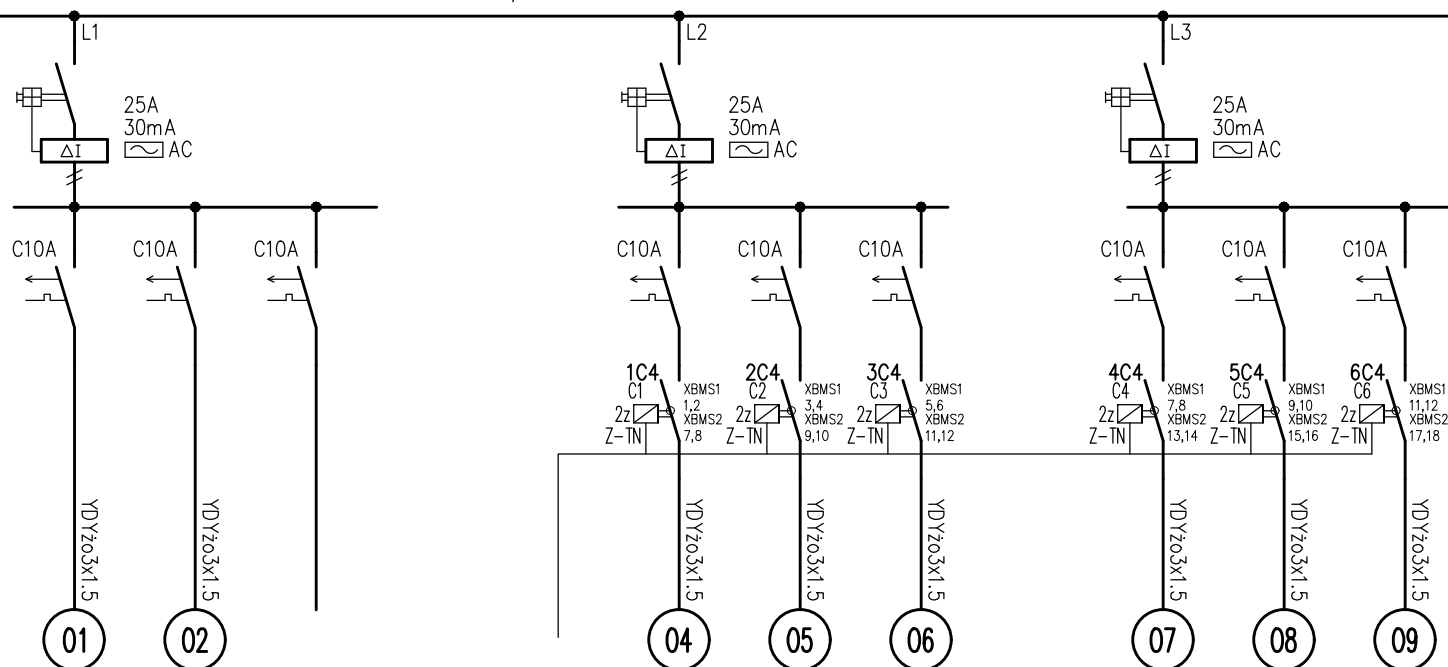 L1
L2
L3
25A
30mA
AC
ΔI
25A
30mA
AC
ΔI
25A
30mA
AC
ΔI
C10A
C10A
C10A
C10A
C10A
C10A
C10A
C10A
C10A
1C4
C1
2z
Z-TN
XBMS1
1,2
XBMS2
7,8
2C4
C2
2z
Z-TN
XBMS1
3,4
XBMS2
9,10
3C4
C3
2z
Z-TN
XBMS1
5,6
XBMS2
11,12
4C4
C4
2z
Z-TN
XBMS1
7,8
XBMS2
13,14
5C4
C5
2z
Z-TN
XBMS1
9,10
XBMS2
15,16
6C4
C6
2z
Z-TN
XBMS1
11,12
XBMS2
17,18
YDYżo3x1.5
YDYżo3x1.5
YDYżo3x1.5
YDYżo3x1.5
YDYżo3x1.5
YDYżo3x1.5
YDYżo3x1.5
YDYżo3x1.5
01
02
04
05
06
07
08
09